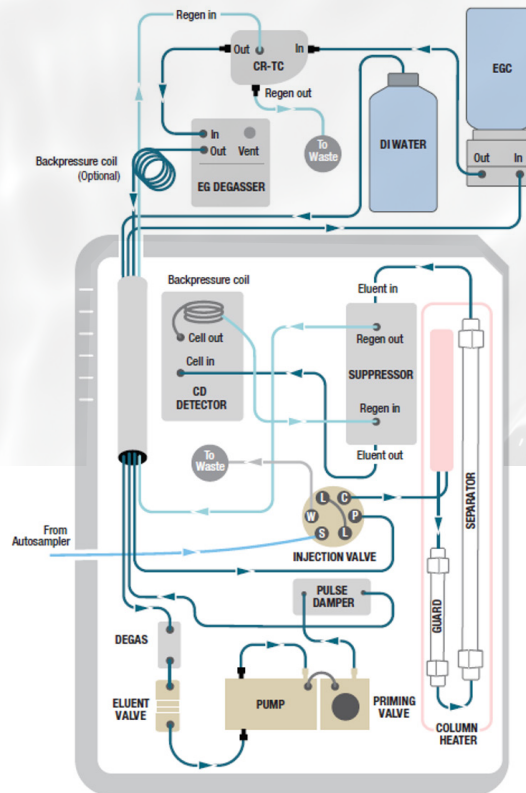 Regen in
Out
In
CR-TC
EGC
Regen out
In
Out
Vent
EG DEGASSER
To
Waste
DI WATER
Out
In
Backpressure coil
(Optional)
Backpressure coil
Cell out
Cell in
CD
DETECTOR
Eluent in
Regen out
SUPPRESSOR
Regen in
Eluent out
To
Waste
L
C
W
P
S
L
INJECTION VALVE
From
Autosampler
SEPARATOR
GUARD
PULSE
DAMPER
DEGAS
ELUENT
VALVE
PUMP
PRIMING
VALVE
COLUMN
HEATER